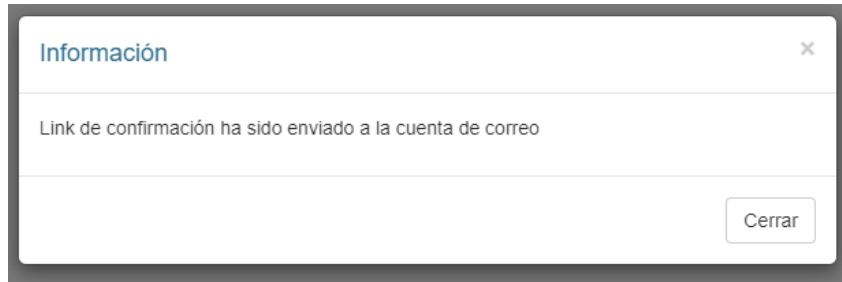 Información
×
Link de confirmación ha sido enviado a la cuenta de correo
Cerrar